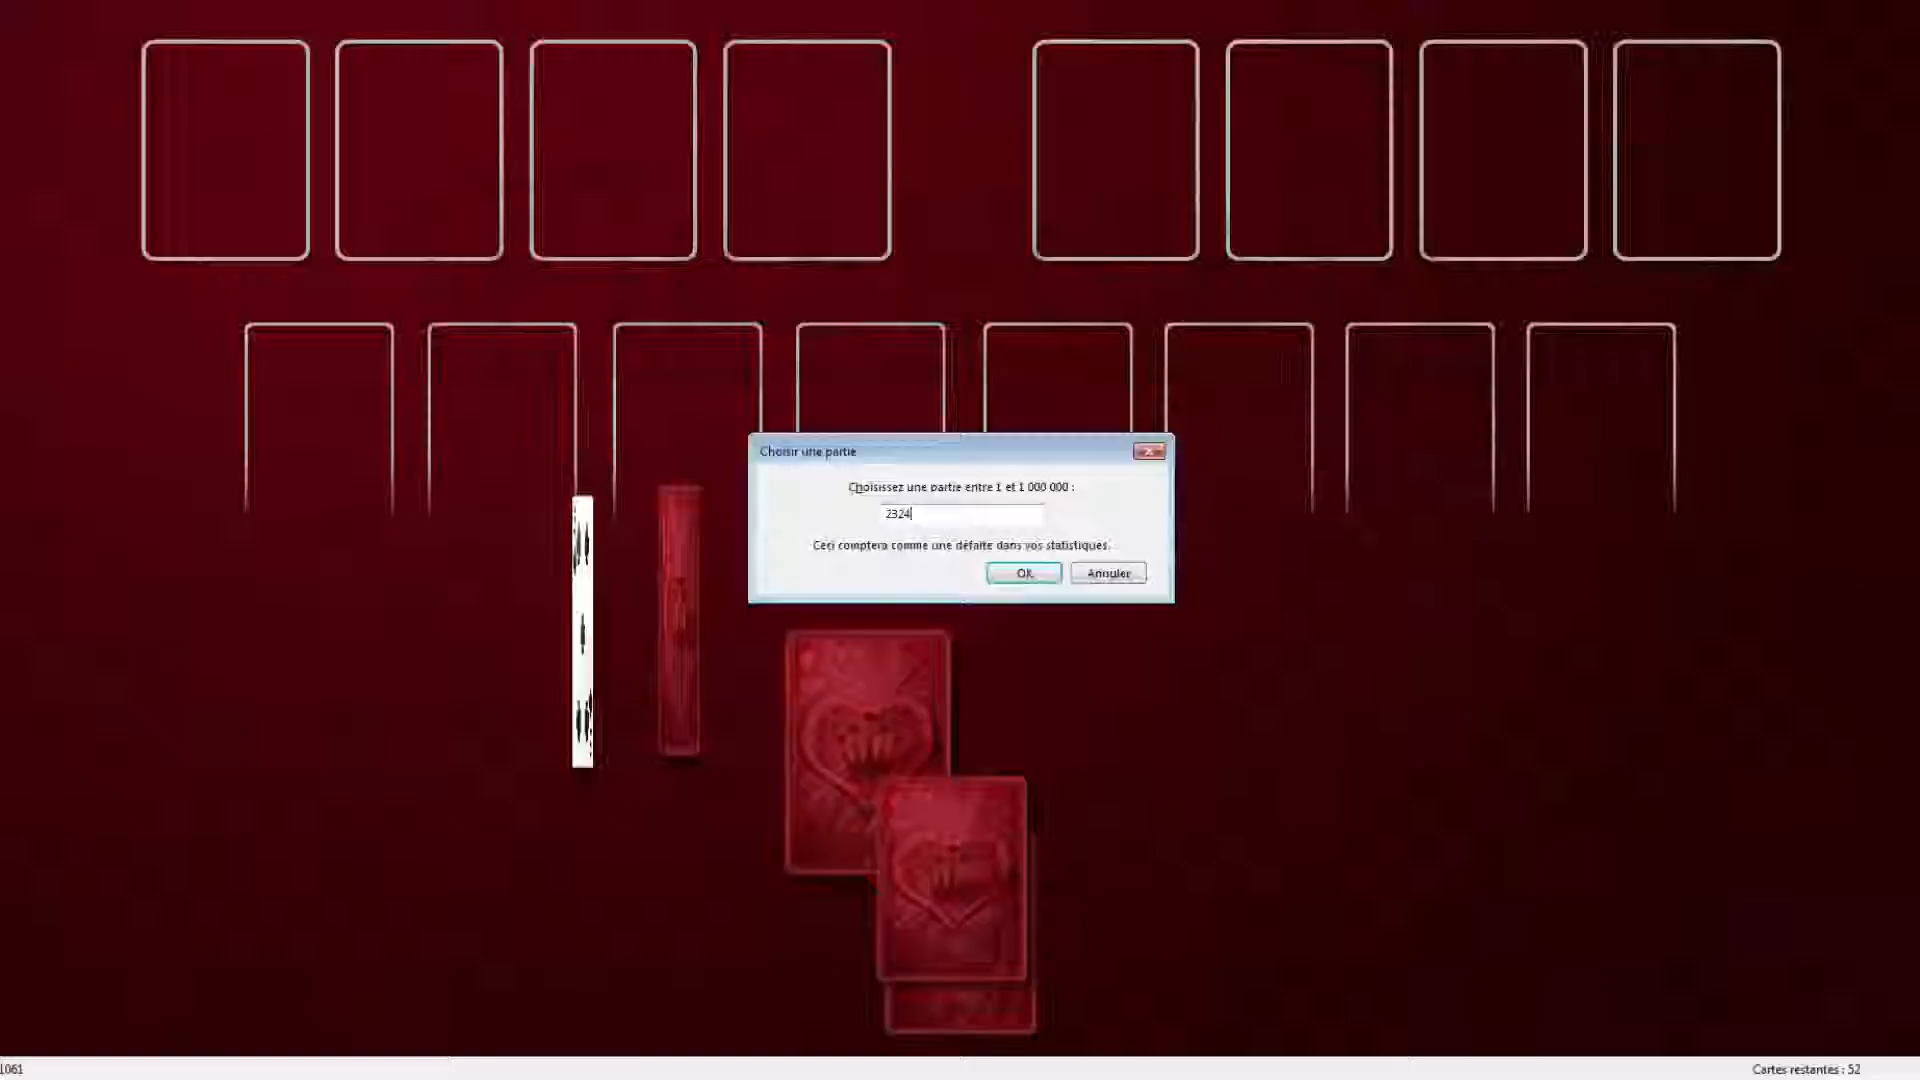 Choisir une partie
Choisissez une partie entre 1 et 1 000 000 :
2324
Ceci comptera comme une défaite dans vos statistiques.
OK
Annuler
1061
Cartes restantes : 52